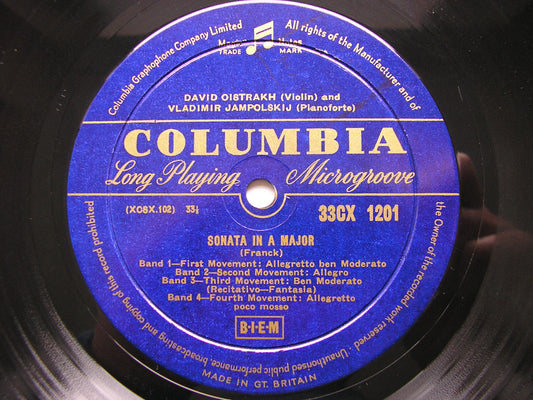 Columbia Graphophone Company Limited
All rights of the Manufacturer and of
the Owner of the recorded work reserved
Unauthorised public performance, broadcasting and copying of this record prohibited
Magic Notes
TRADE MARK
DAVID OISTRAKH (Violin) and
VLADIMIR JAMPOLSKIJ (Pianoforte)
COLUMBIA
Long Playing Microgroove
(XOSX.102) 33⅓
33CX 1201
SONATA IN A MAJOR
(Franck)
Band 1—First Movement: Allegretto ben Moderato
Band 2—Second Movement: Allegro
Band 3—Third Movement: Ben Moderato
(Recitativo—Fantasia)
Band 4—Fourth Movement: Allegretto
poco mosso
B·I·E·M
MADE IN GT. BRITAIN